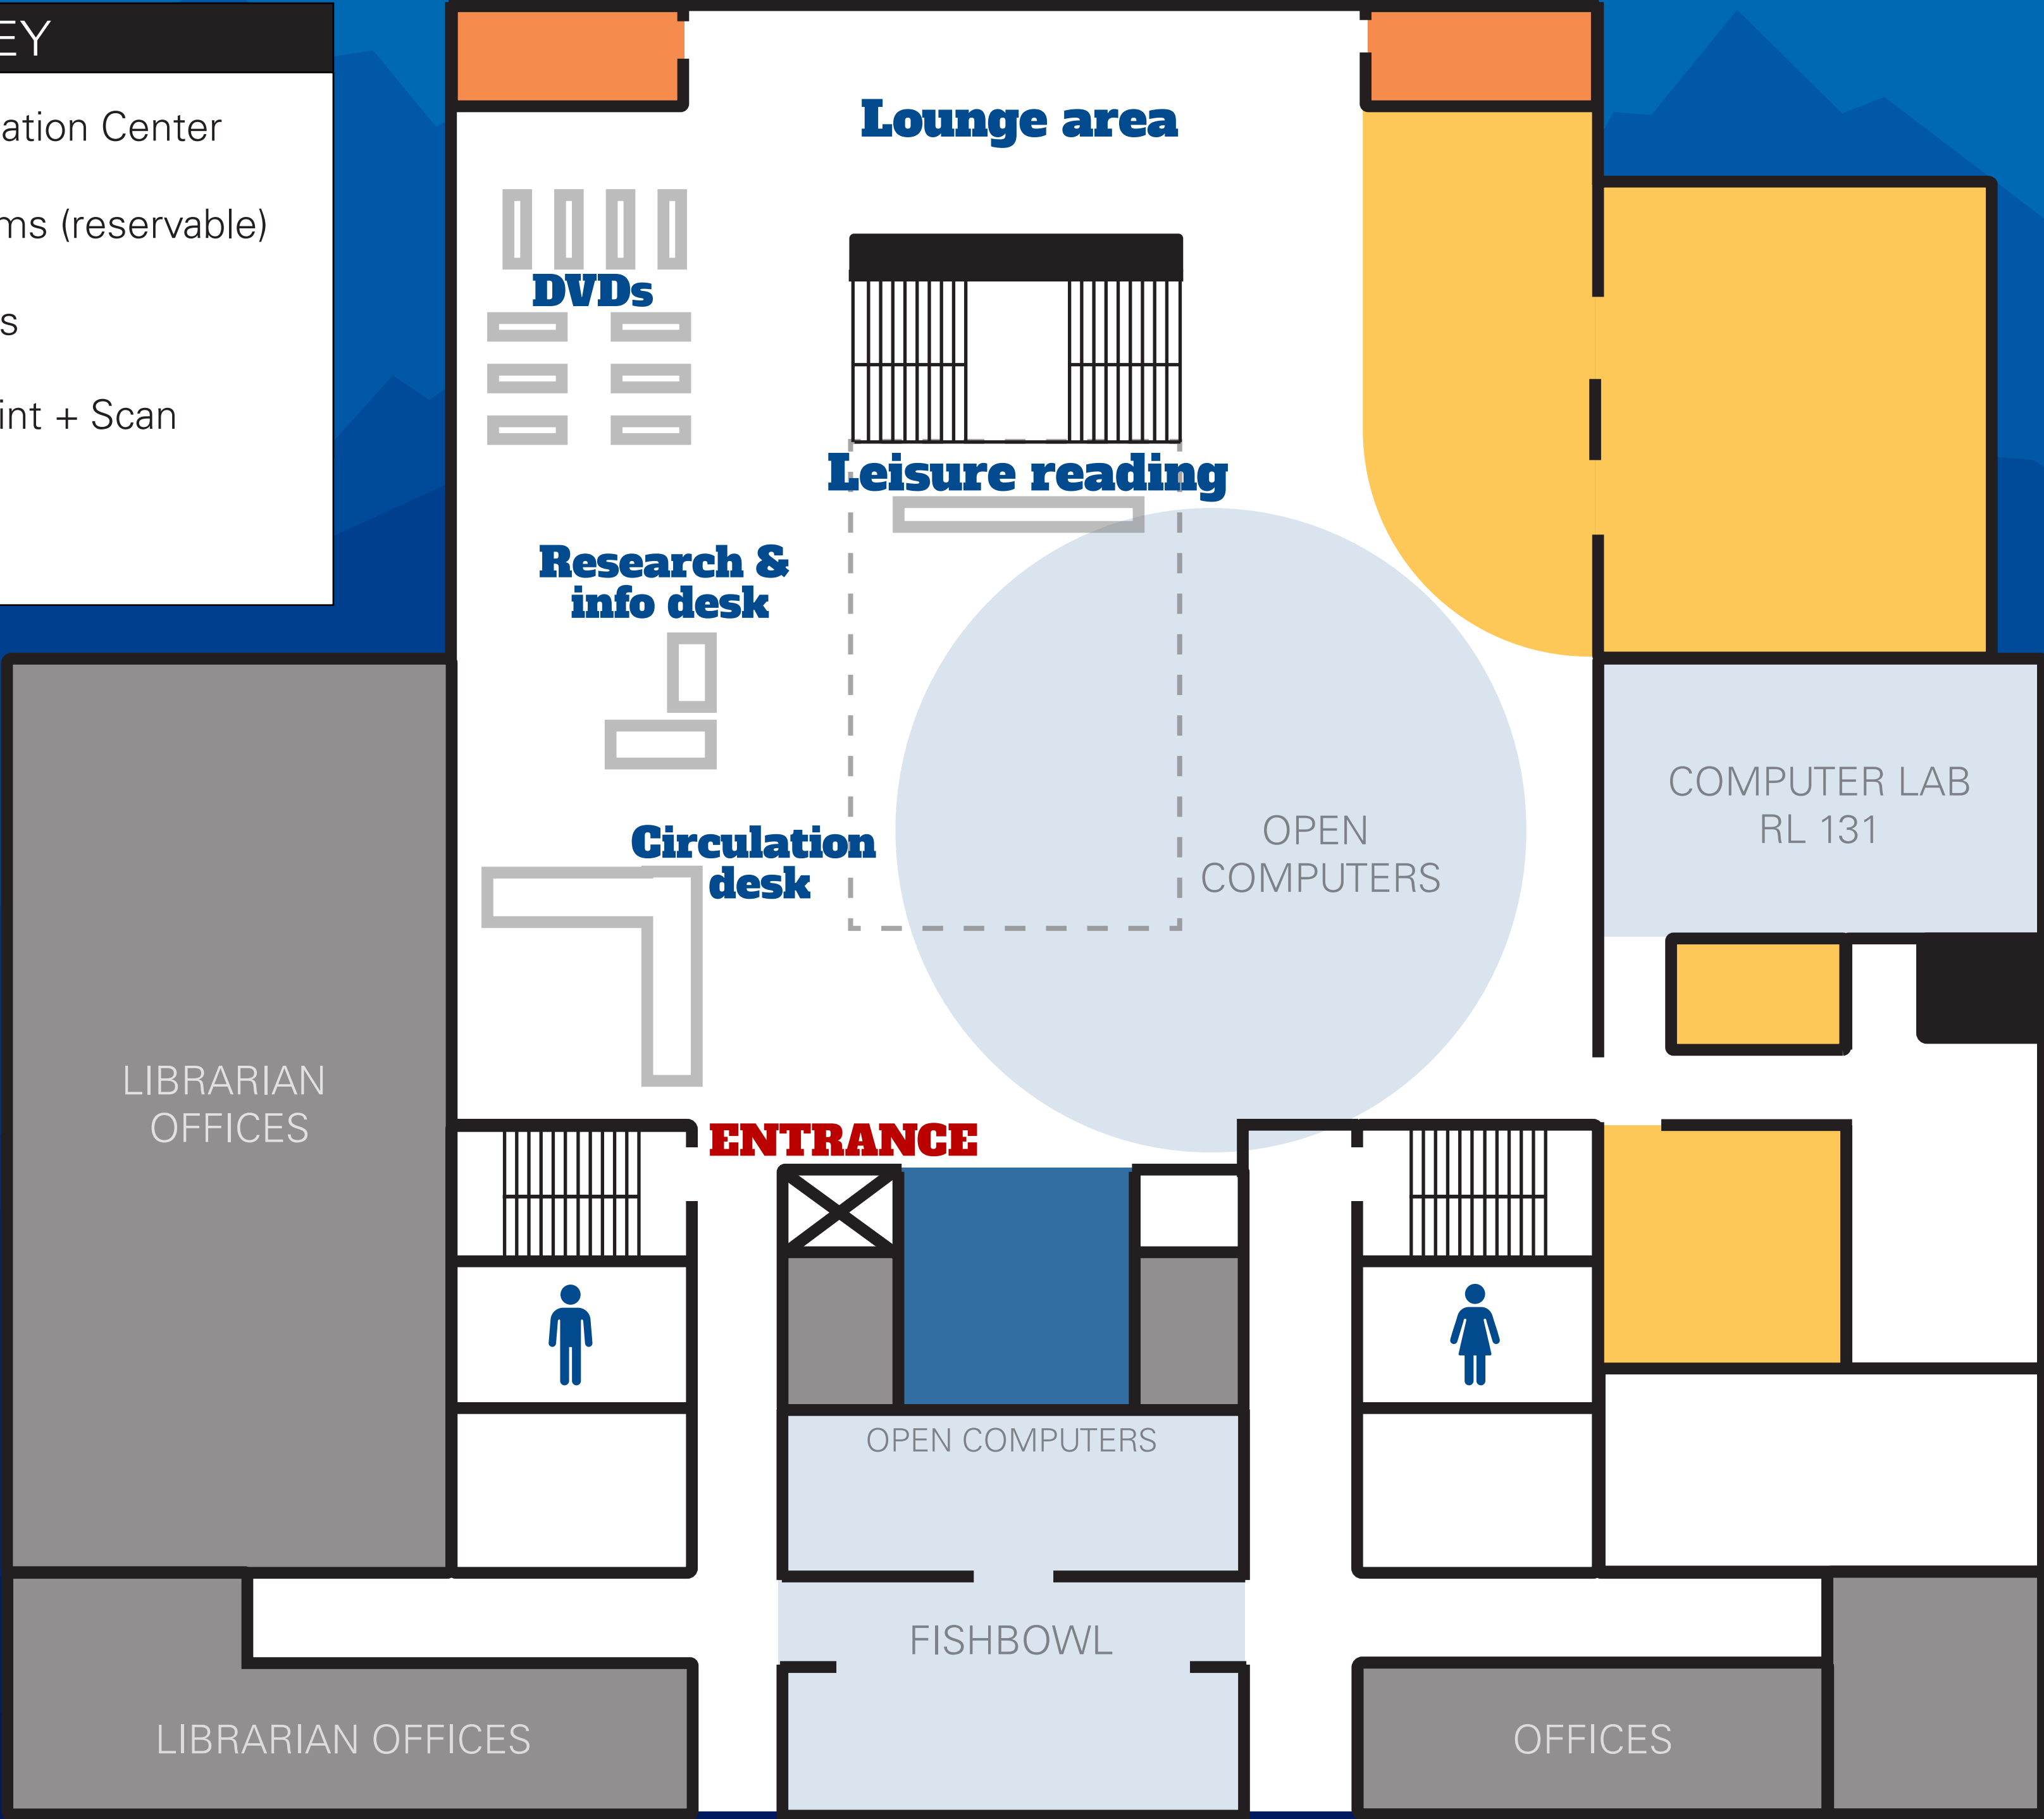 EY
ation Center
ms (reservable)
s
int + Scan
Lounge area
DVDs
Leisure reading
Research &
info desk
OPEN
COMPUTERS
COMPUTER LAB
RL 131
Circulation
desk
LIBRARIAN
OFFICES
ENTRANCE
OPEN COMPUTERS
FISHBOWL
LIBRARIAN OFFICES
OFFICES